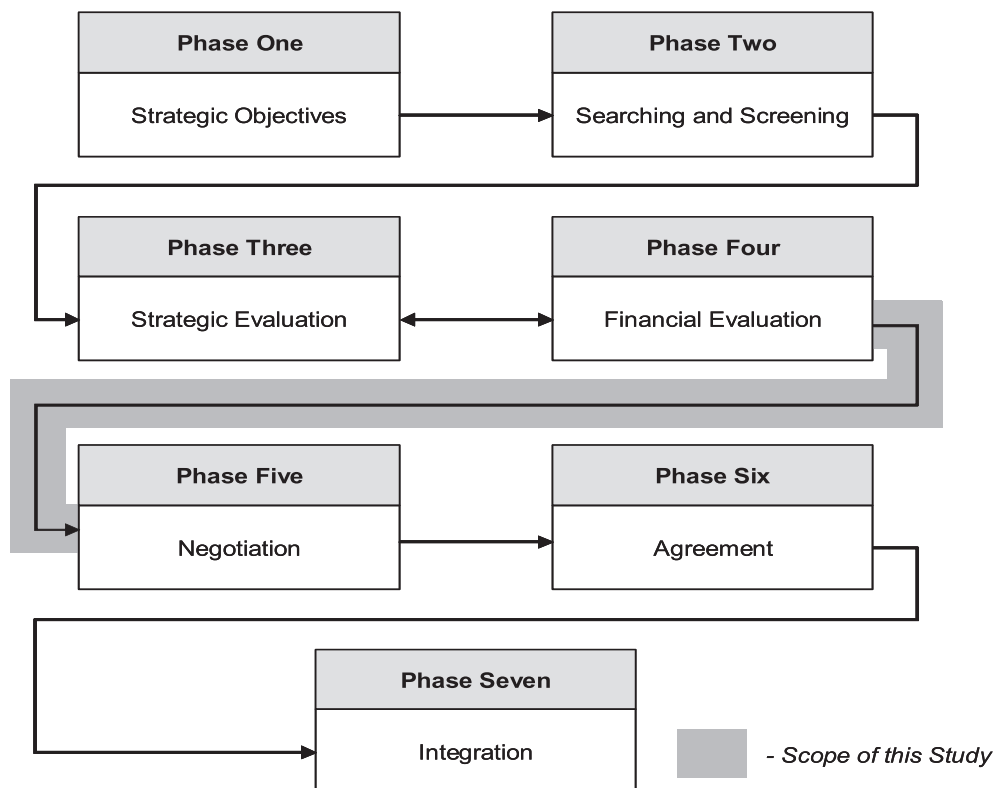 Phase One
Strategic Objectives
Phase Two
Searching and Screening
Phase Three
Strategic Evaluation
Phase Four
Financial Evaluation
Phase Five
Negotiation
Phase Six
Agreement
Phase Seven
Integration
- Scope of this Study